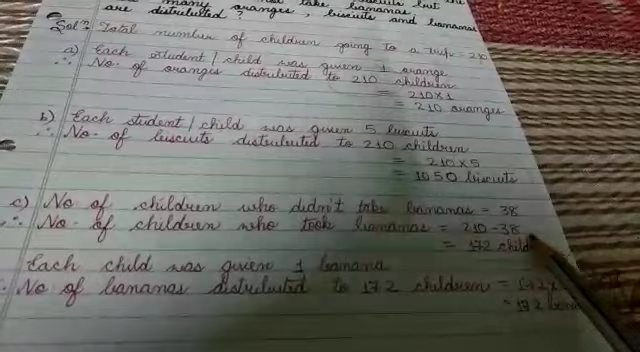 many oranges, biscuits and bananas
are distributed?
Soln: Total number of children going to a trip = 210
a) Each student / child was given 1 orange
∴ No. of oranges distributed to 210 children
= 210 x 1
= 210 oranges
b) Each student / child was given 5 biscuits
∴ No. of biscuits distributed to 210 children
= 210 x 5
= 1050 biscuits
c) No of children who didn't take bananas = 38
∴ No. of children who took bananas = 210 - 38
= 172 child
Each child was given 1 banana
No of bananas distributed to 172 children = 172 x
= 172 bana